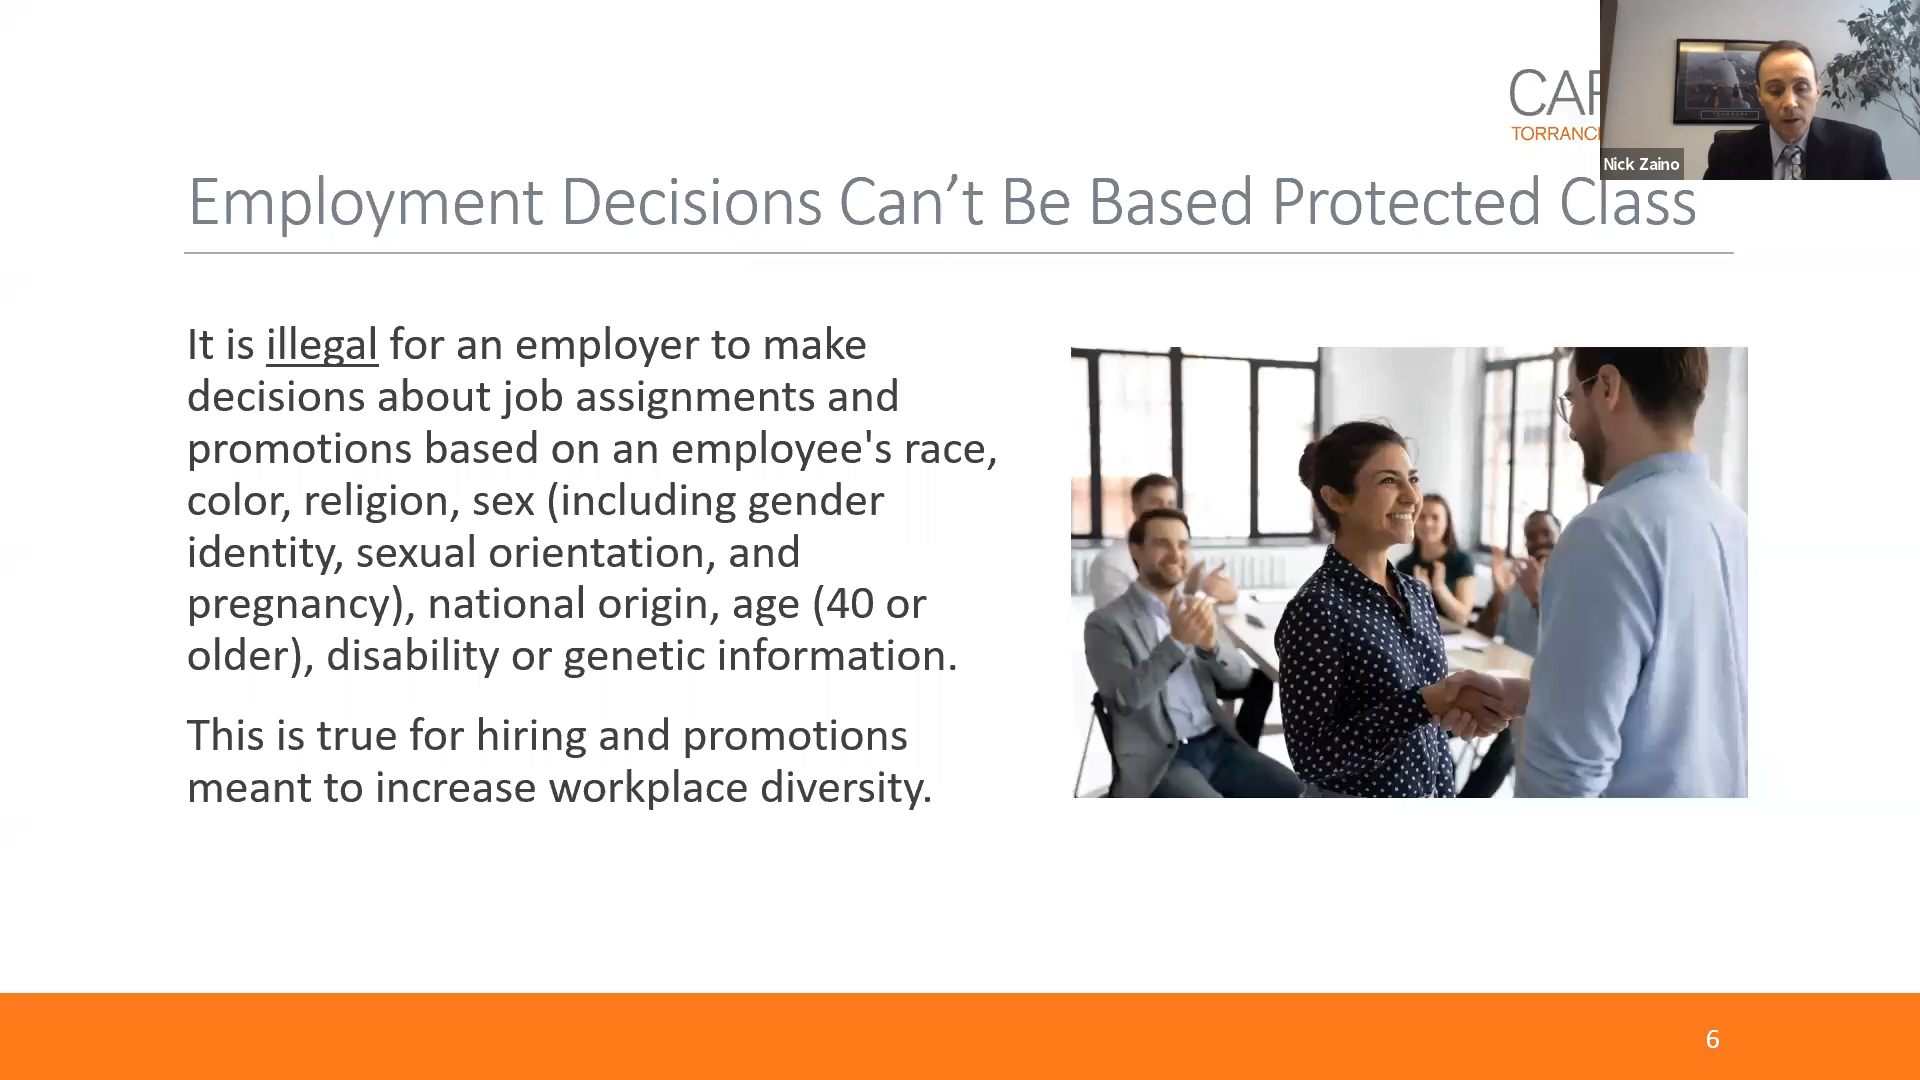 CAR
TORRANCE
Nick Zaino
Employment Decisions Can’t Be Based Protected Class
It is illegal for an employer to make
decisions about job assignments and
promotions based on an employee's race,
color, religion, sex (including gender
identity, sexual orientation, and
pregnancy), national origin, age (40 or
older), disability or genetic information.
This is true for hiring and promotions
meant to increase workplace diversity.
6